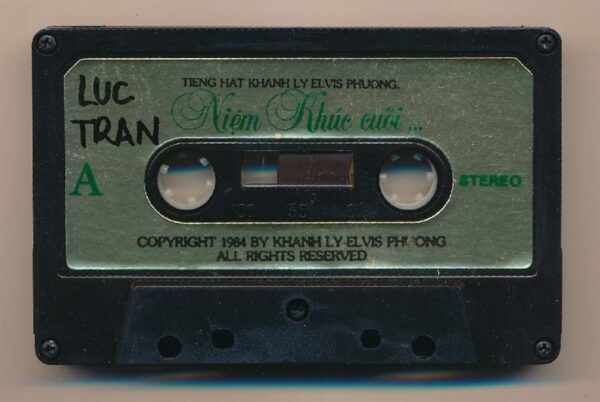 LUC
TRAN
TIENG HAT KHANH LY-ELVIS PHUONG.
Niệm Khúc cuối ...
A
STEREO
COPYRIGHT 1984 BY KHANH LY-ELVIS PHUONG
ALL RIGHTS RESERVED